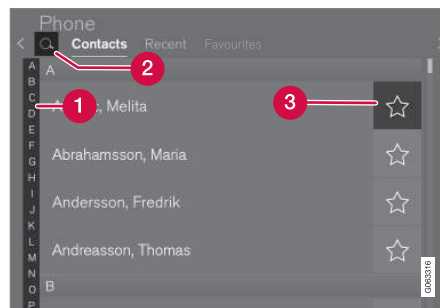 Phone
Contacts Recent Favourites
2
A
B
C
D
E
F
G
H
I
J
K
L
M
N
O
P
A
1
Melita
3
Abrahamsson, Maria
Andersson, Fredrik
Andreasson, Thomas
B
G063316